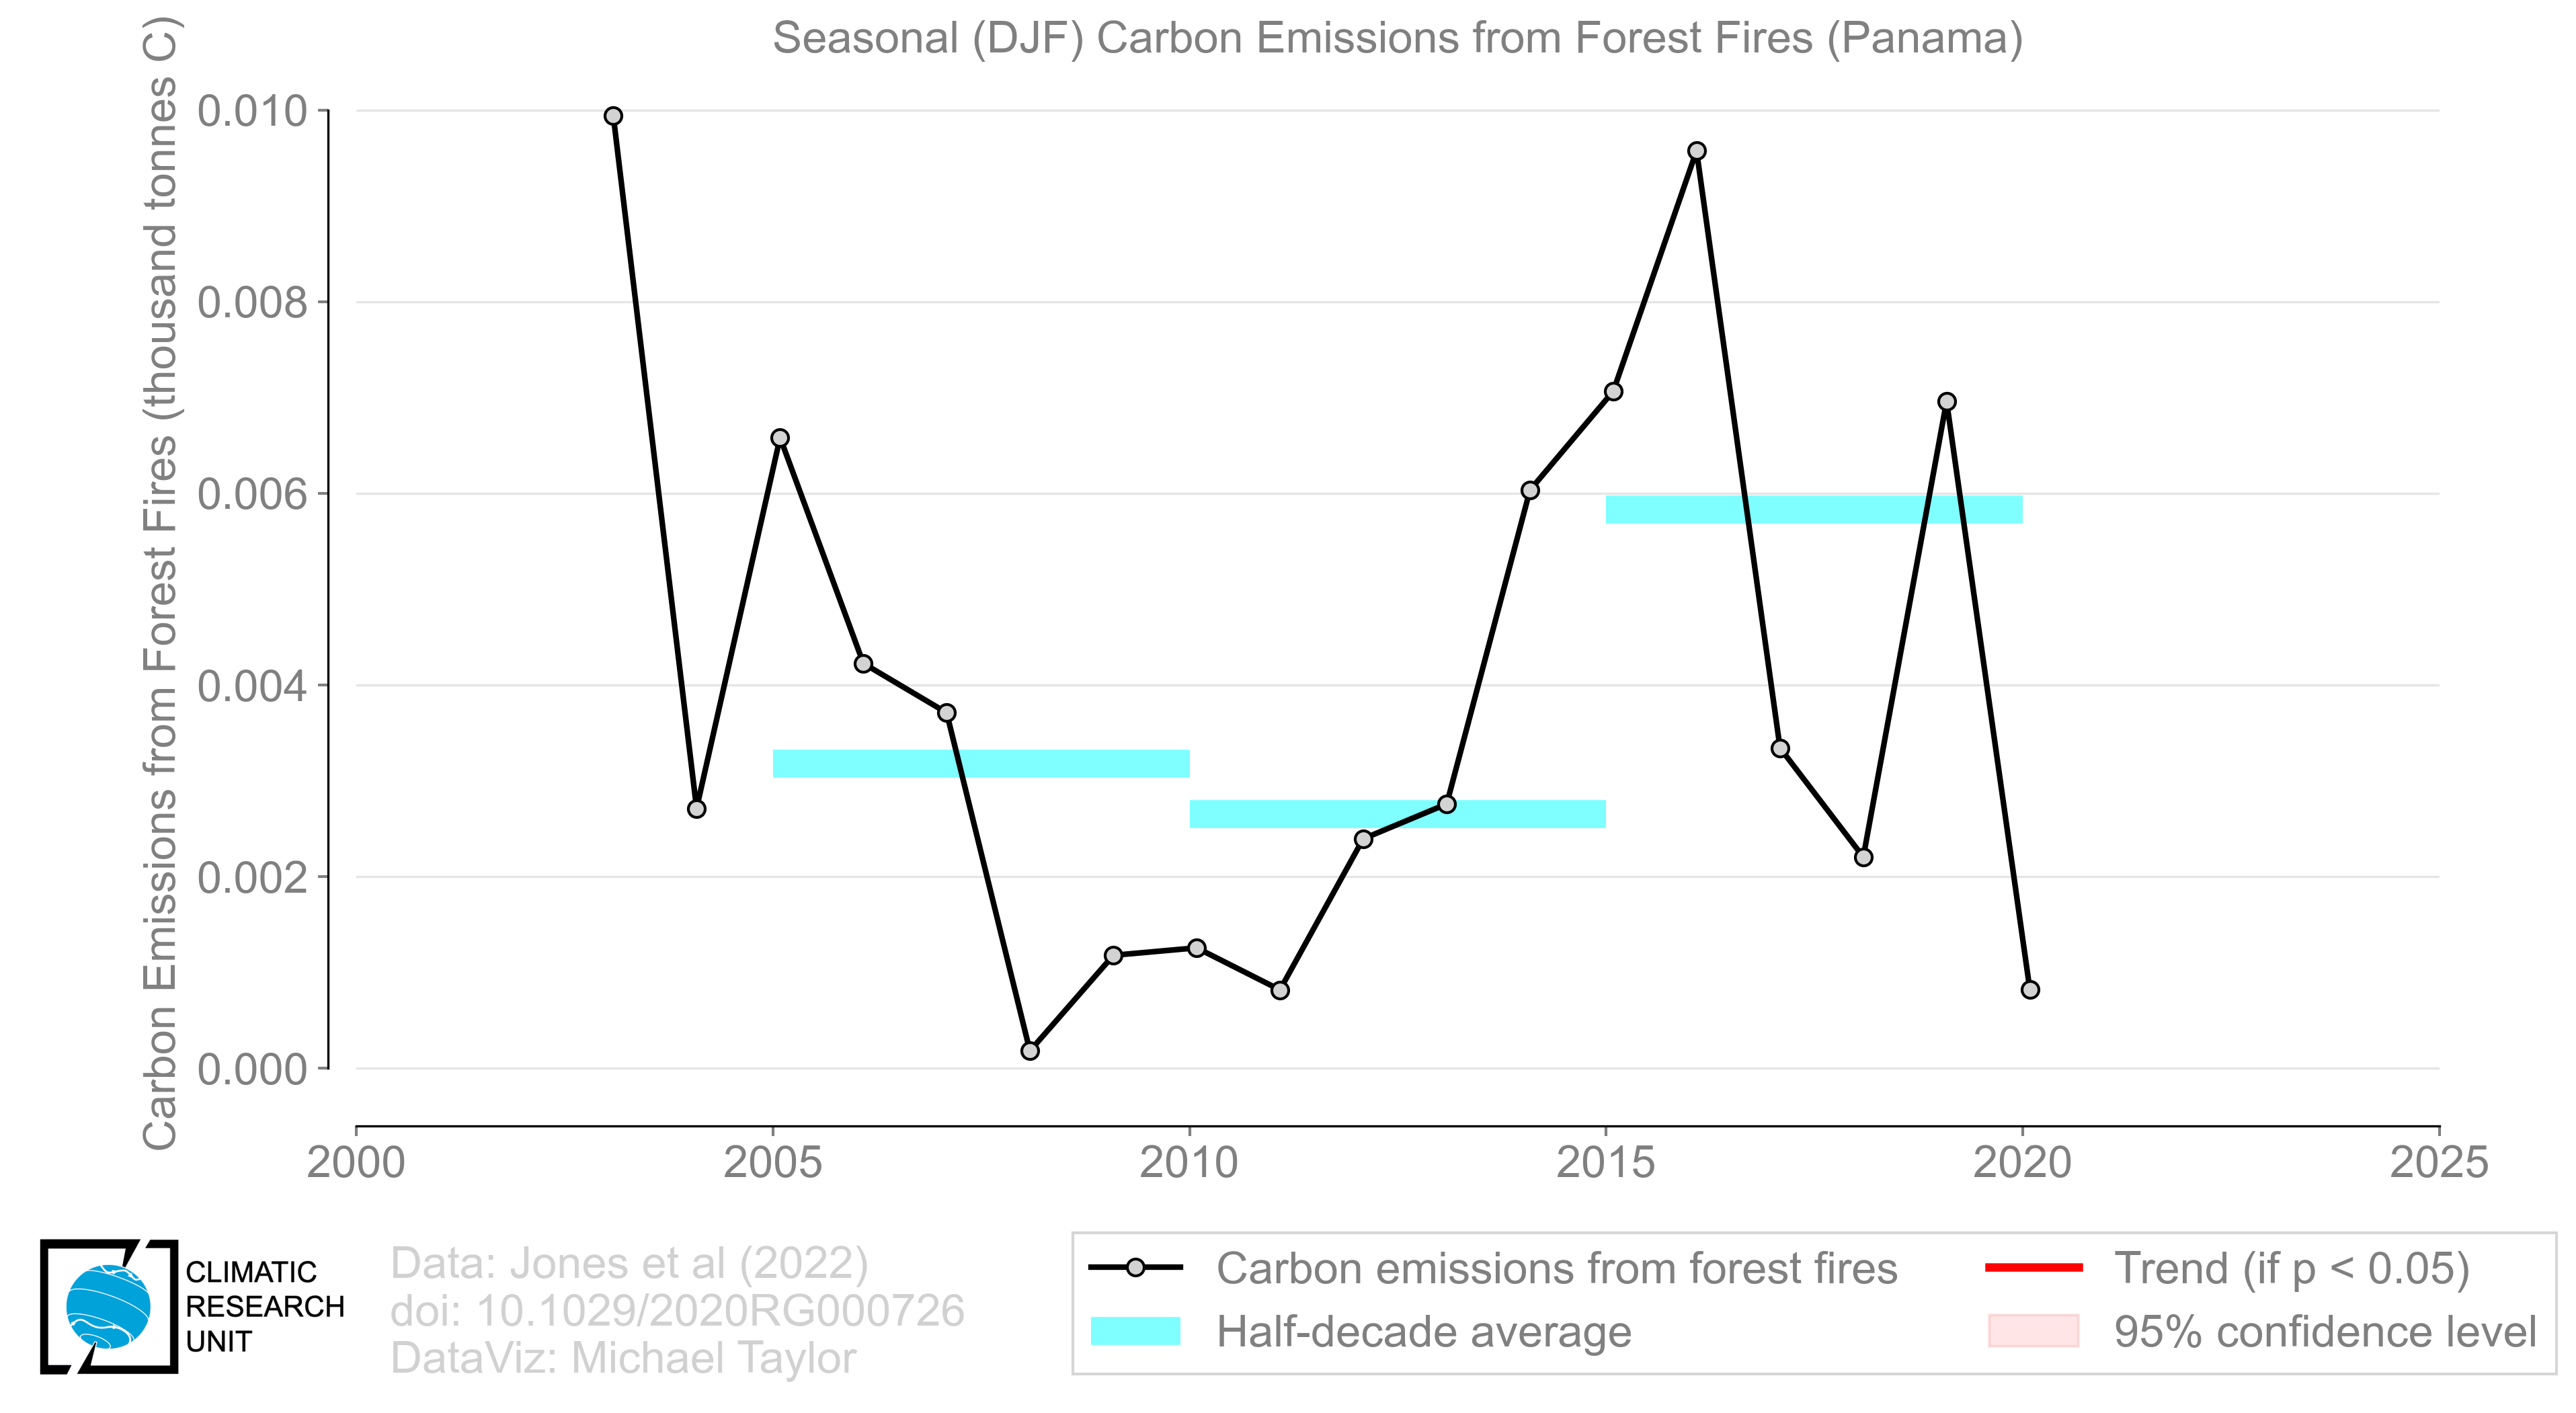 Seasonal (DJF) Carbon Emissions from Forest Fires (Panama)
Carbon Emissions from Forest Fires (thousand tonnes C)
0.010
0.008
0.006
0.004
0.002
0.000
2000 2005 2010 2015 2020 2025
CLIMATIC
RESEARCH
UNIT
Data: Jones et al (2022)
doi: 10.1029/2020RG000726
DataViz: Michael Taylor
Carbon emissions from forest fires
Half-decade average
Trend (if p < 0.05)
95% confidence level